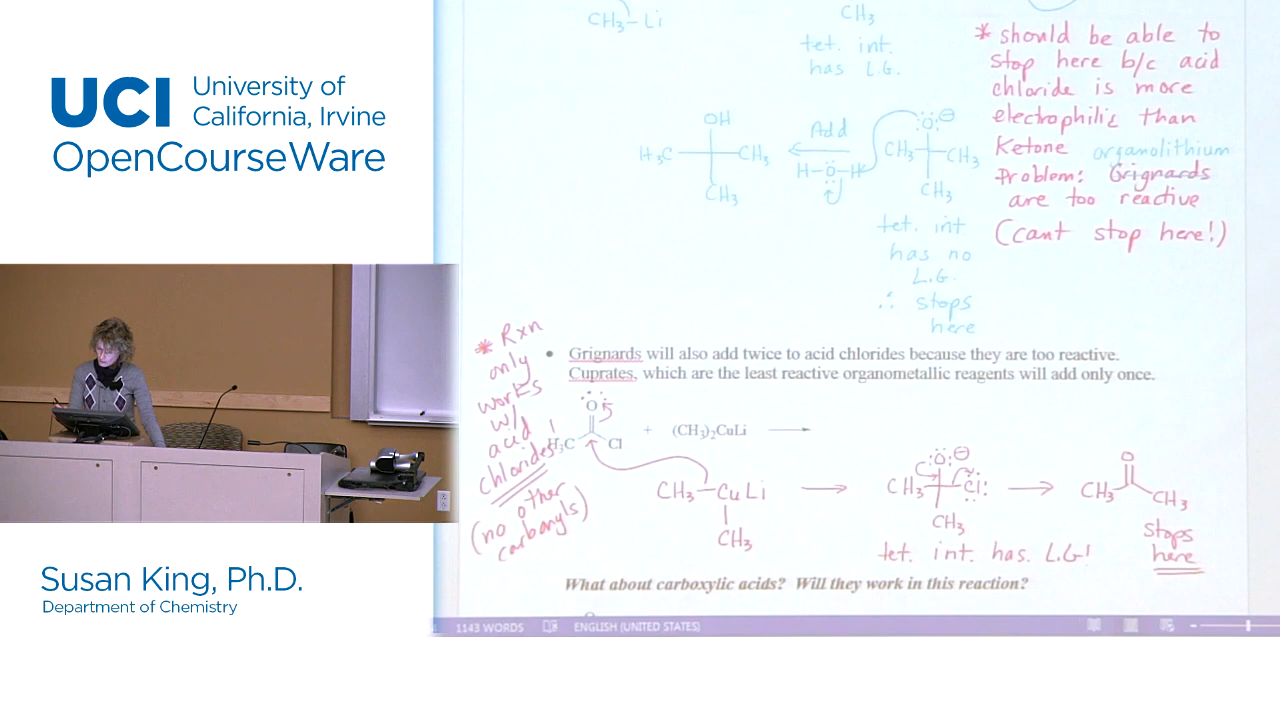 UCI
University of
California, Irvine
OpenCourseWare
Susan King, Ph.D.
Department of Chemistry
CH₃-Li
CH₃
tet. int.
has L.G.
* should be able to
stop here b/c acid
chloride is more
electrophilic than
Ketone organolithium
Problem: Grignards
are too reactive
(cant stop here!)
OH
H₃C
CH₃
CH₃
Add
H-Ö-H
:Ö:⊖
CH₃
CH₃
CH₃
tet. int
has no
L.G.
∴ stops
here
* Rxn
only
works
w/
acid
chlorides!
(no other
carbonyls)
• Grignards will also add twice to acid chlorides because they are too reactive.
Cuprates, which are the least reactive organometallic reagents will add only once.
O
H₃C
Cl
+ (CH₃)₂CuLi
CH₃-CuLi
CH₃
:Ö:⊖
CH₃
Cl:
CH₃
tet. int. has. L.G!
O
CH₃
CH₃
stops
here
What about carboxylic acids? Will they work in this reaction?
1143 WORDS
ENGLISH (UNITED STATES)